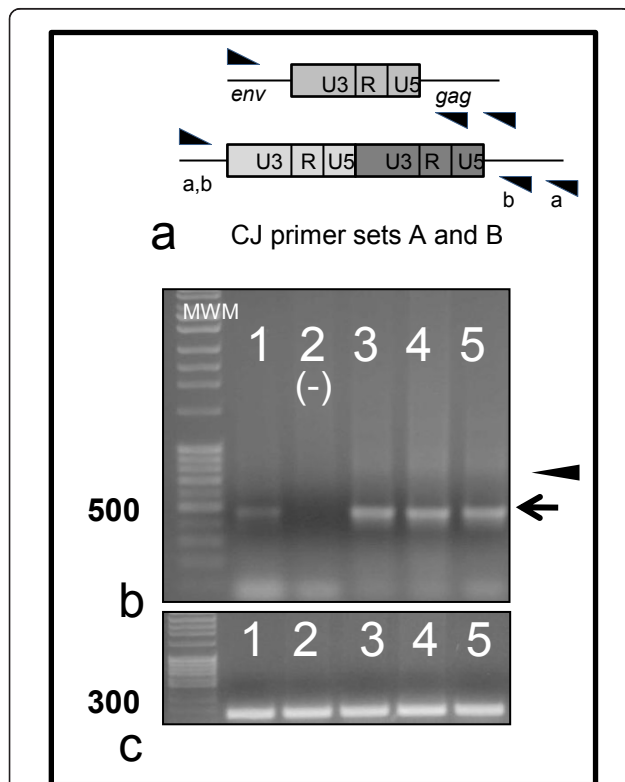 U3 R U5
env gag
U3 R U5 U3 R U5
a,b b a
a CJ primer sets A and B
MWM
1 2 3 4 5
(-)
500
b
1 2 3 4 5
300
c